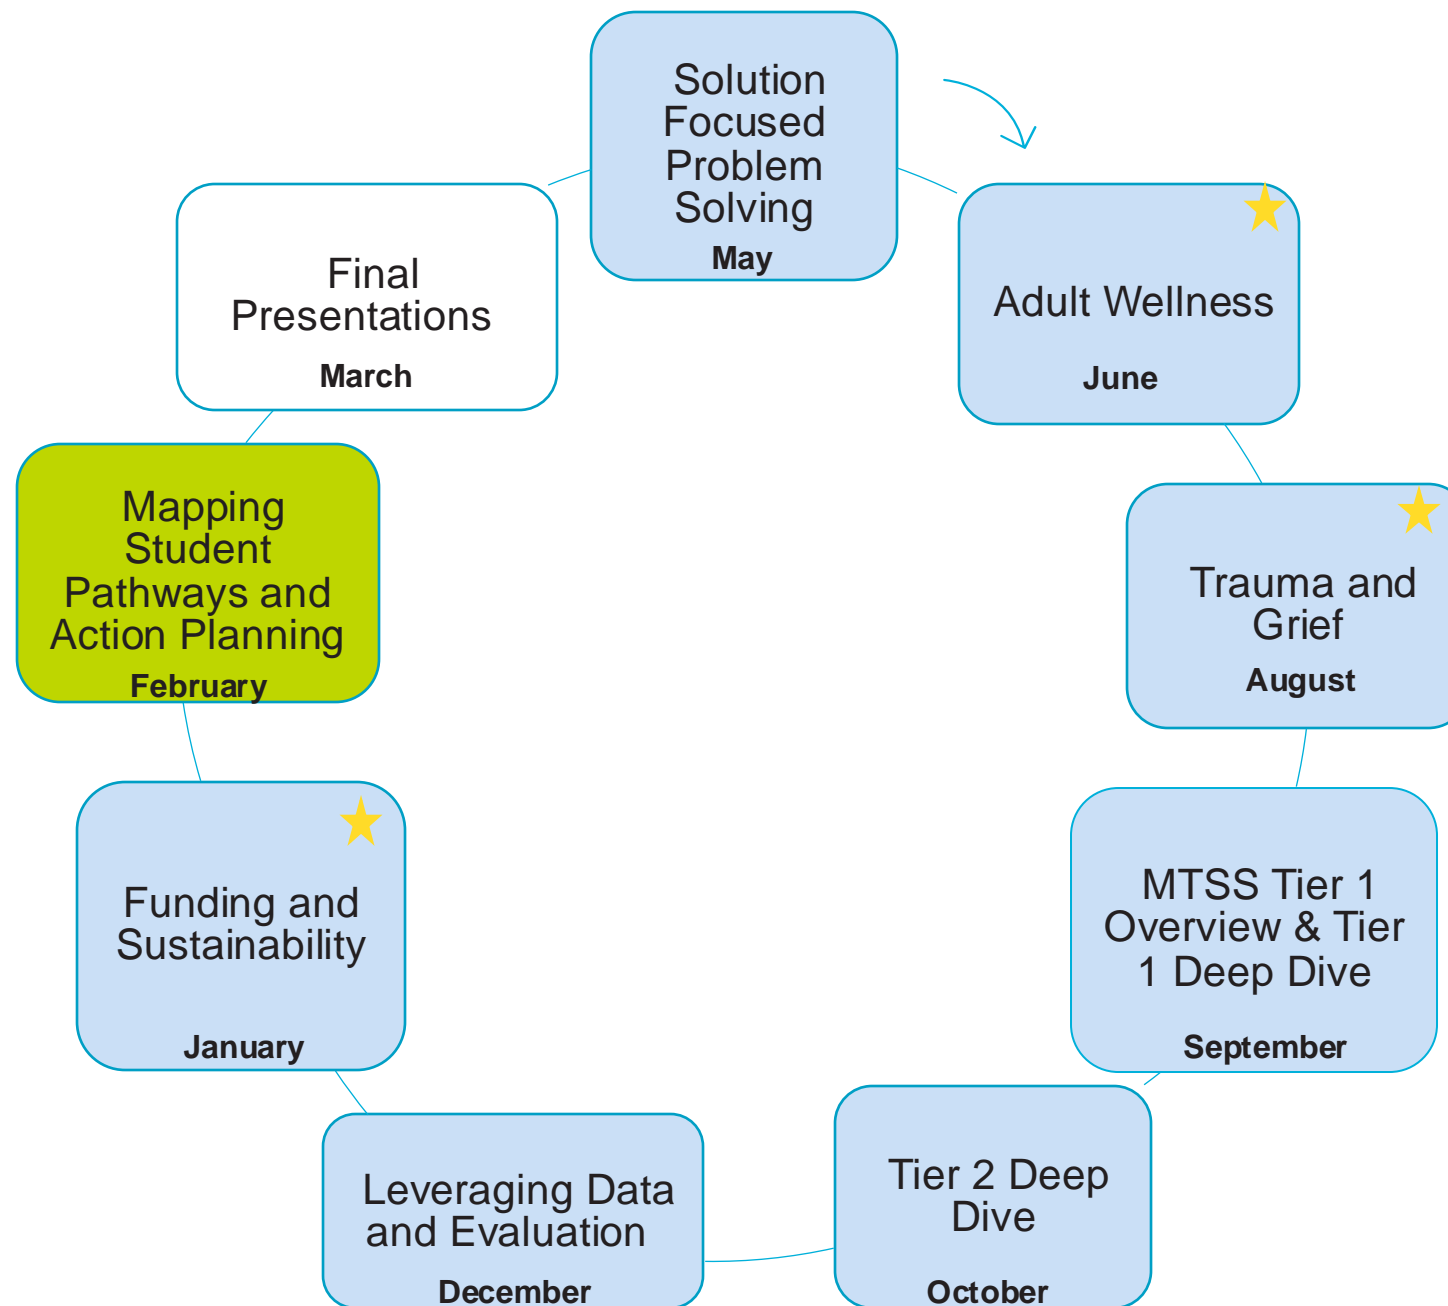 Solution
Focused
Problem
Solving
May
Adult Wellness
June
Trauma and
Grief
August
MTSS Tier 1
Overview & Tier
1 Deep Dive
September
Tier 2 Deep
Dive
October
Leveraging Data
and Evaluation
December
Funding and
Sustainability
January
Mapping
Student
Pathways and
Action Planning
February
Final
Presentations
March